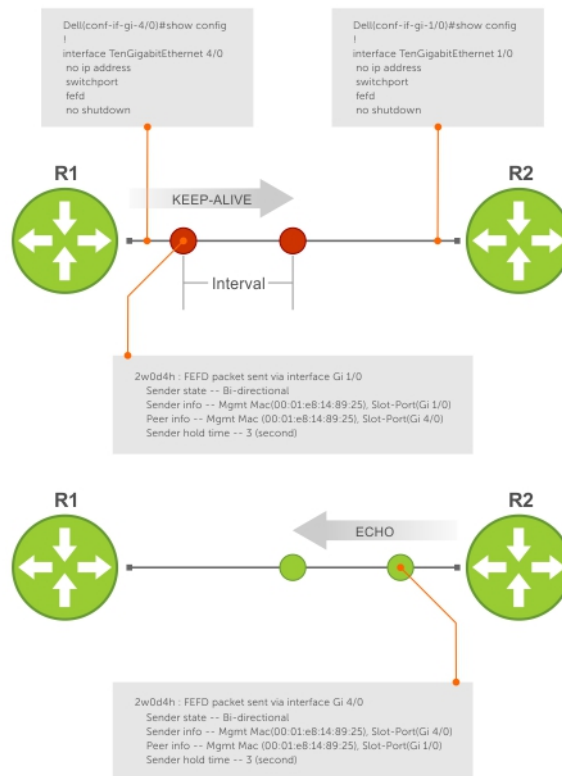 Dell(conf-if-gi-4/0)#show config
!
interface TenGigabitEthernet 4/0
no ip address
switchport
fefd
no shutdown
Dell(conf-if-gi-1/0)#show config
!
interface TenGigabitEthernet 1/0
no ip address
switchport
fefd
no shutdown
R1
R2
KEEP-ALIVE
Interval
2w0d4h : FEFD packet sent via interface Gi 1/0
Sender state -- Bi-directional
Sender info -- Mgmt Mac(00:01:e8:14:89:25), Slot-Port(Gi 1/0)
Peer info -- Mgmt Mac (00:01:e8:14:89:25), Slot-Port(Gi 4/0)
Sender hold time -- 3 (second)
R1
R2
ECHO
2w0d4h : FEFD packet sent via interface Gi 4/0
Sender state -- Bi-directional
Sender info -- Mgmt Mac(00:01:e8:14:89:25), Slot-Port(Gi 4/0)
Peer info -- Mgmt Mac (00:01:e8:14:89:25), Slot-Port(Gi 1/0)
Sender hold time -- 3 (second)